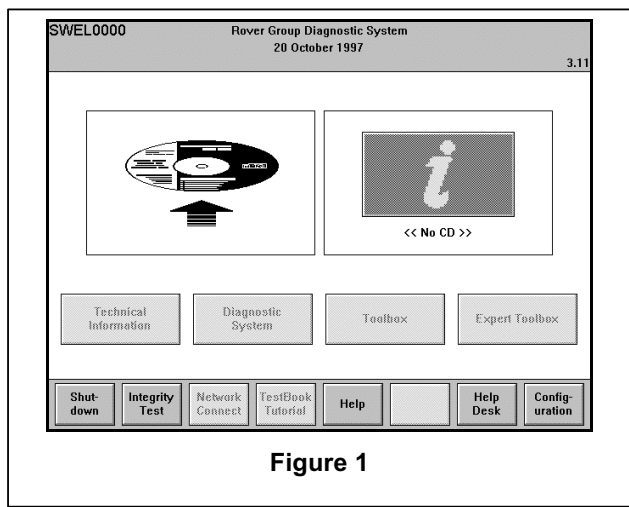 SWEL0000
Rover Group Diagnostic System
20 October 1997
3.11
<< No CD >>
Technical
Information
Diagnostic
System
Toolbox
Expert Toolbox
Shut-
down
Integrity
Test
Network
Connect
TestBook
Tutorial
Help
Help
Desk
Config-
uration
Figure 1